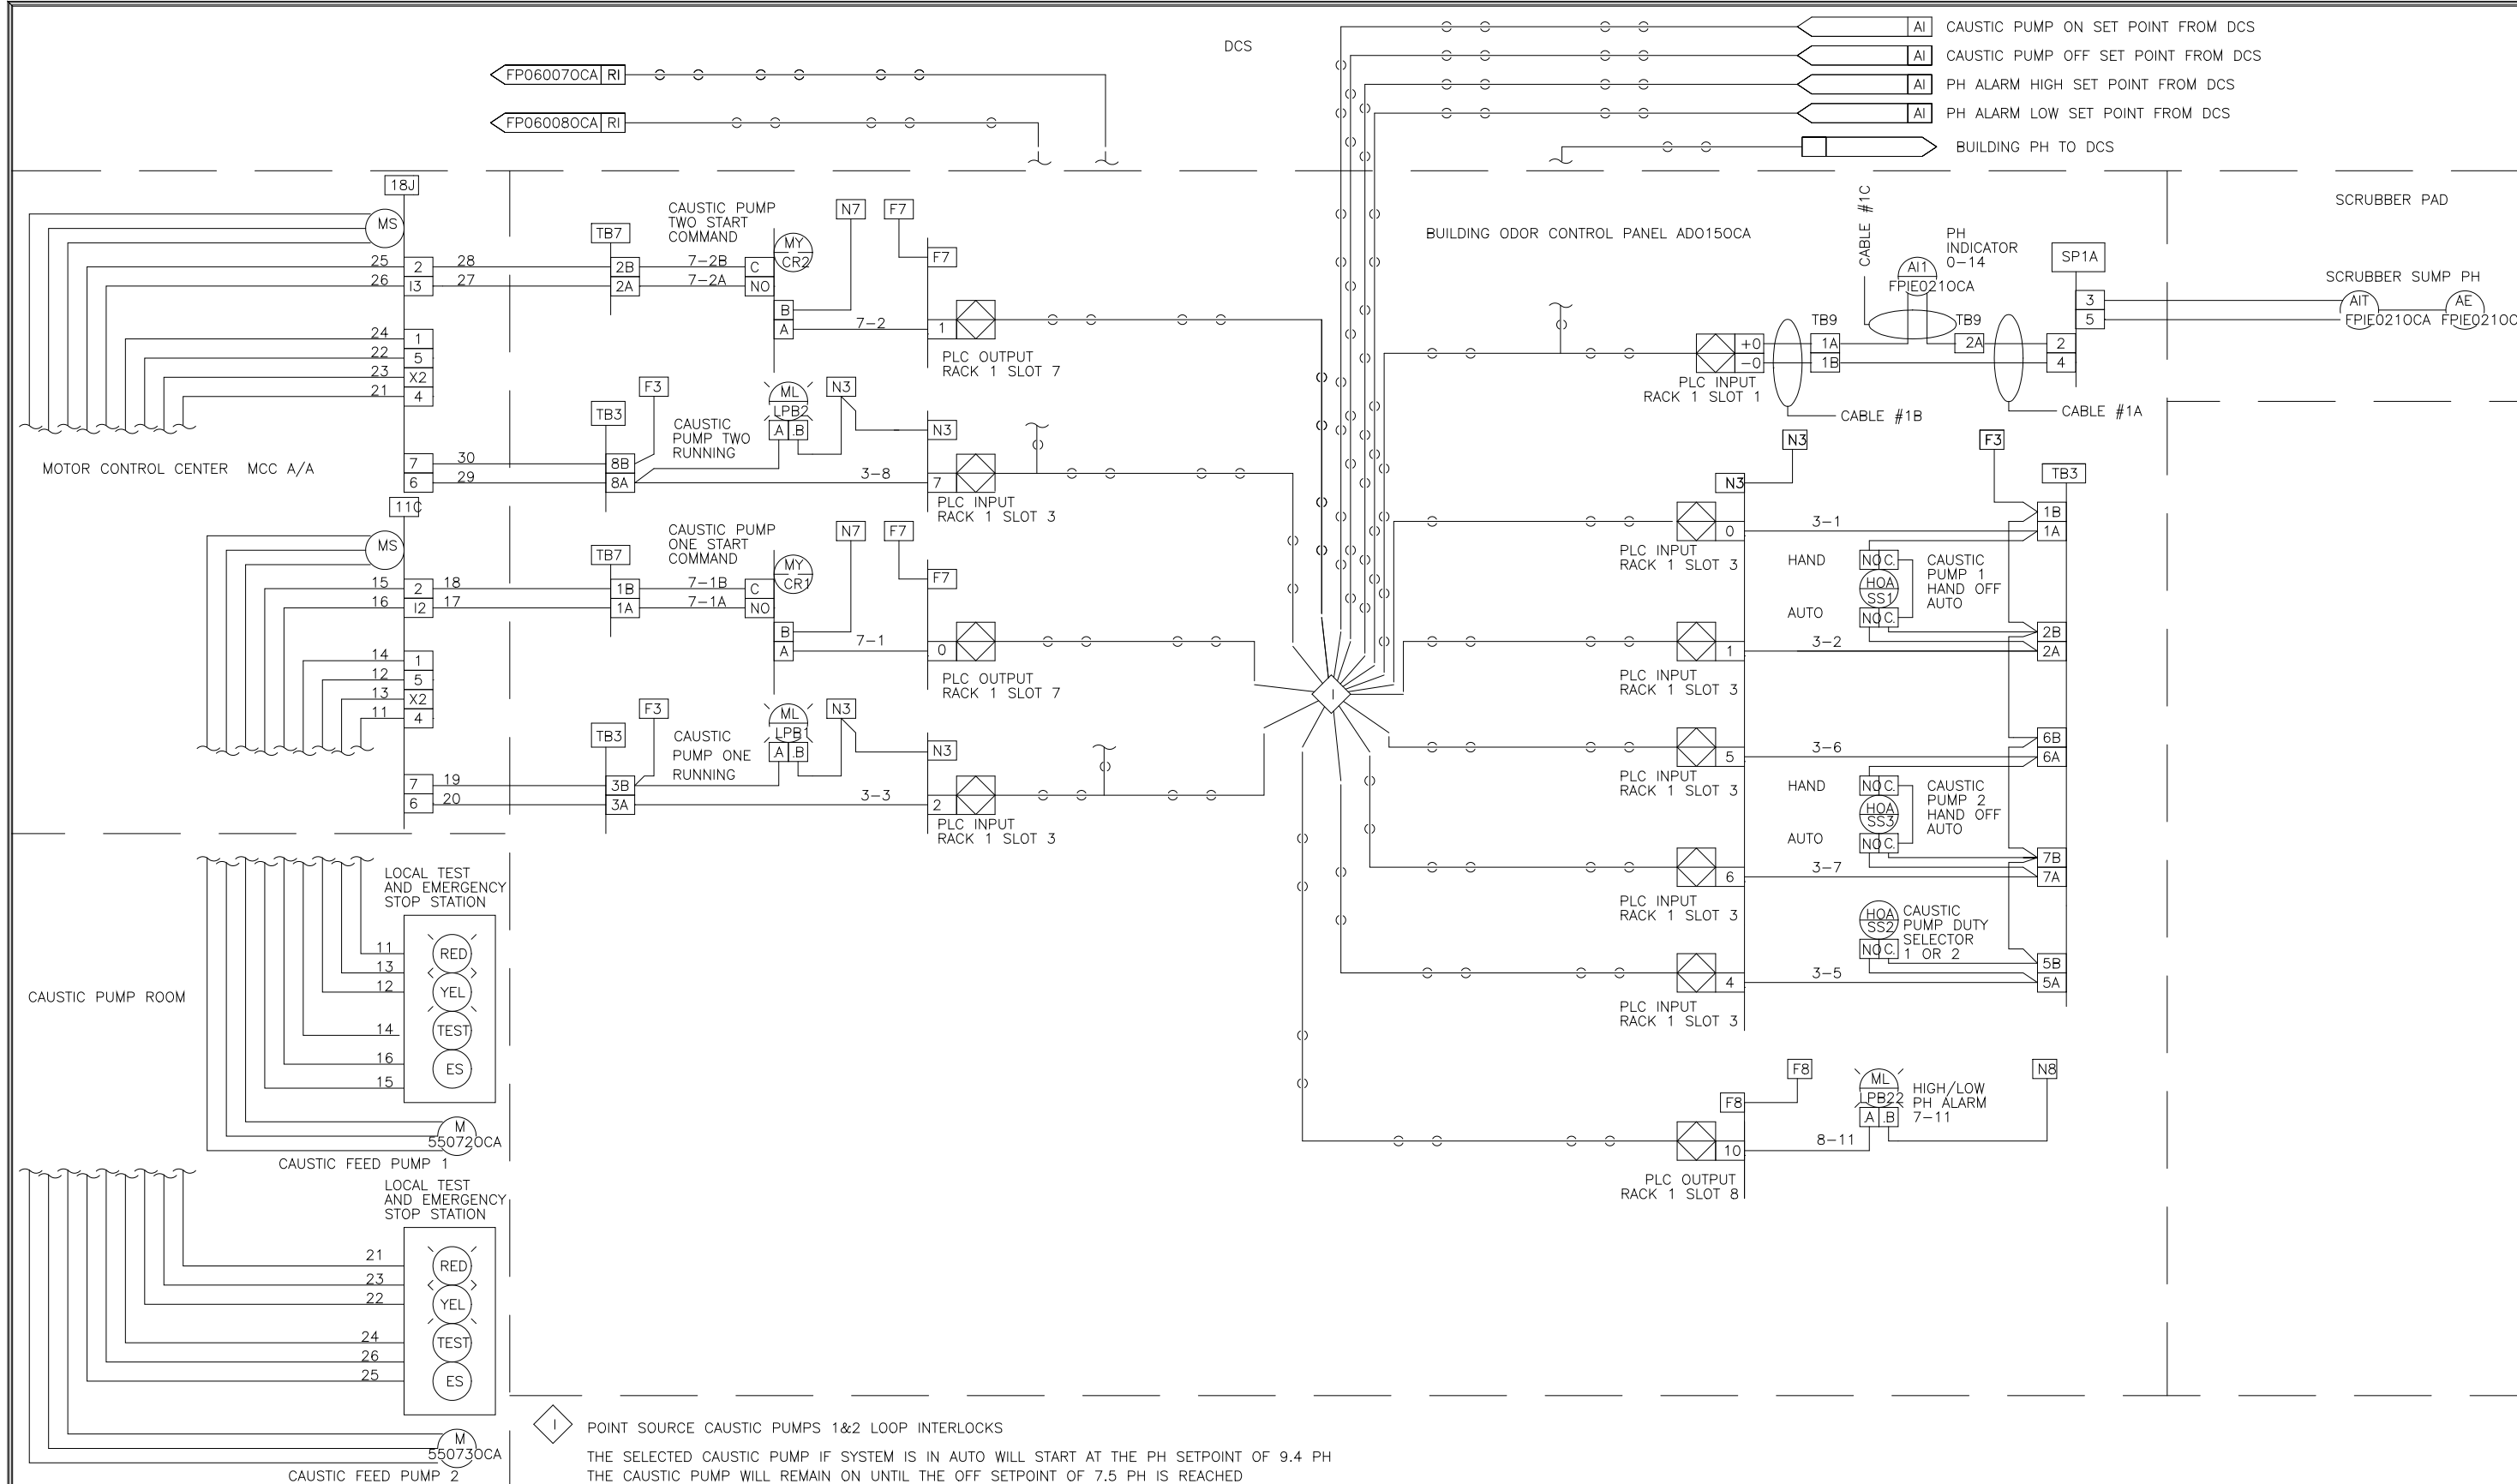 DCS
AI CAUSTIC PUMP ON SET POINT FROM DCS
AI CAUSTIC PUMP OFF SET POINT FROM DCS
AI PH ALARM HIGH SET POINT FROM DCS
AI PH ALARM LOW SET POINT FROM DCS
BUILDING PH TO DCS
FP060070CA RI
FP060080CA RI
18J
MS
25 2 28
26 I3 27
24 1
22 5
23 X2
21 4
MOTOR CONTROL CENTER MCC A/A
7 30
6 29
TB7
2B 7-2B C
2A 7-2A NO
CAUSTIC PUMP
TWO START
COMMAND
MY
CR2
N7
F7
F7
B
A 7-2 1
PLC OUTPUT
RACK 1 SLOT 7
TB3
F3
8B
8A
CAUSTIC
PUMP TWO
RUNNING
ML
LPB2
A .B
N3
N3
3-8 7
PLC INPUT
RACK 1 SLOT 3
11C
MS
15 2 18
16 I2 17
14 1
12 5
13 X2
11 4
7 19
6 20
TB7
1B 7-1B C
1A 7-1A NO
CAUSTIC PUMP
ONE START
COMMAND
MY
CR1
N7
F7
F7
B
A 7-1 0
PLC OUTPUT
RACK 1 SLOT 7
TB3
F3
3B
3A
CAUSTIC
PUMP ONE
RUNNING
ML
LPB1
A .B
N3
N3
3-3 2
PLC INPUT
RACK 1 SLOT 3
BUILDING ODOR CONTROL PANEL AD0150CA
CABLE #1C
PH
INDICATOR
0-14
AI1
FPIE0210CA
SP1A
3
5
2
4
TB9
TB9
+0 1A 2A
-0 1B
PLC INPUT
RACK 1 SLOT 1
CABLE #1B
CABLE #1A
SCRUBBER PAD
SCRUBBER SUMP PH
AIT
FPIE0210CA
AE
N3
F3
N3
TB3
0 3-1 1B
1A
PLC INPUT
RACK 1 SLOT 3
HAND NO C.
HOA
SS1
AUTO NO C.
CAUSTIC
PUMP 1
HAND OFF
AUTO
1 3-2 2B
2A
PLC INPUT
RACK 1 SLOT 3
5 3-6 6B
6A
PLC INPUT
RACK 1 SLOT 3
HAND NO C.
HOA
SS3
AUTO NO C.
CAUSTIC
PUMP 2
HAND OFF
AUTO
6 3-7 7B
7A
PLC INPUT
RACK 1 SLOT 3
HOA
SS2
NO C.
CAUSTIC
PUMP DUTY
SELECTOR
1 OR 2
4 3-5 5B
5A
PLC INPUT
RACK 1 SLOT 3
F8
F8
ML
LPB22
A .B
HIGH/LOW
PH ALARM
7-11
N8
10 8-11
PLC OUTPUT
RACK 1 SLOT 8
I
CAUSTIC PUMP ROOM
LOCAL TEST
AND EMERGENCY
STOP STATION
11 RED
13
12 YEL
14 TEST
16 ES
15
M
550720CA
CAUSTIC FEED PUMP 1
LOCAL TEST
AND EMERGENCY
STOP STATION
21 RED
23
22 YEL
24 TEST
26
25 ES
M
550730CA
CAUSTIC FEED PUMP 2
I POINT SOURCE CAUSTIC PUMPS 1&2 LOOP INTERLOCKS
THE SELECTED CAUSTIC PUMP IF SYSTEM IS IN AUTO WILL START AT THE PH SETPOINT OF 9.4 PH
THE CAUSTIC PUMP WILL REMAIN ON UNTIL THE OFF SETPOINT OF 7.5 PH IS REACHED